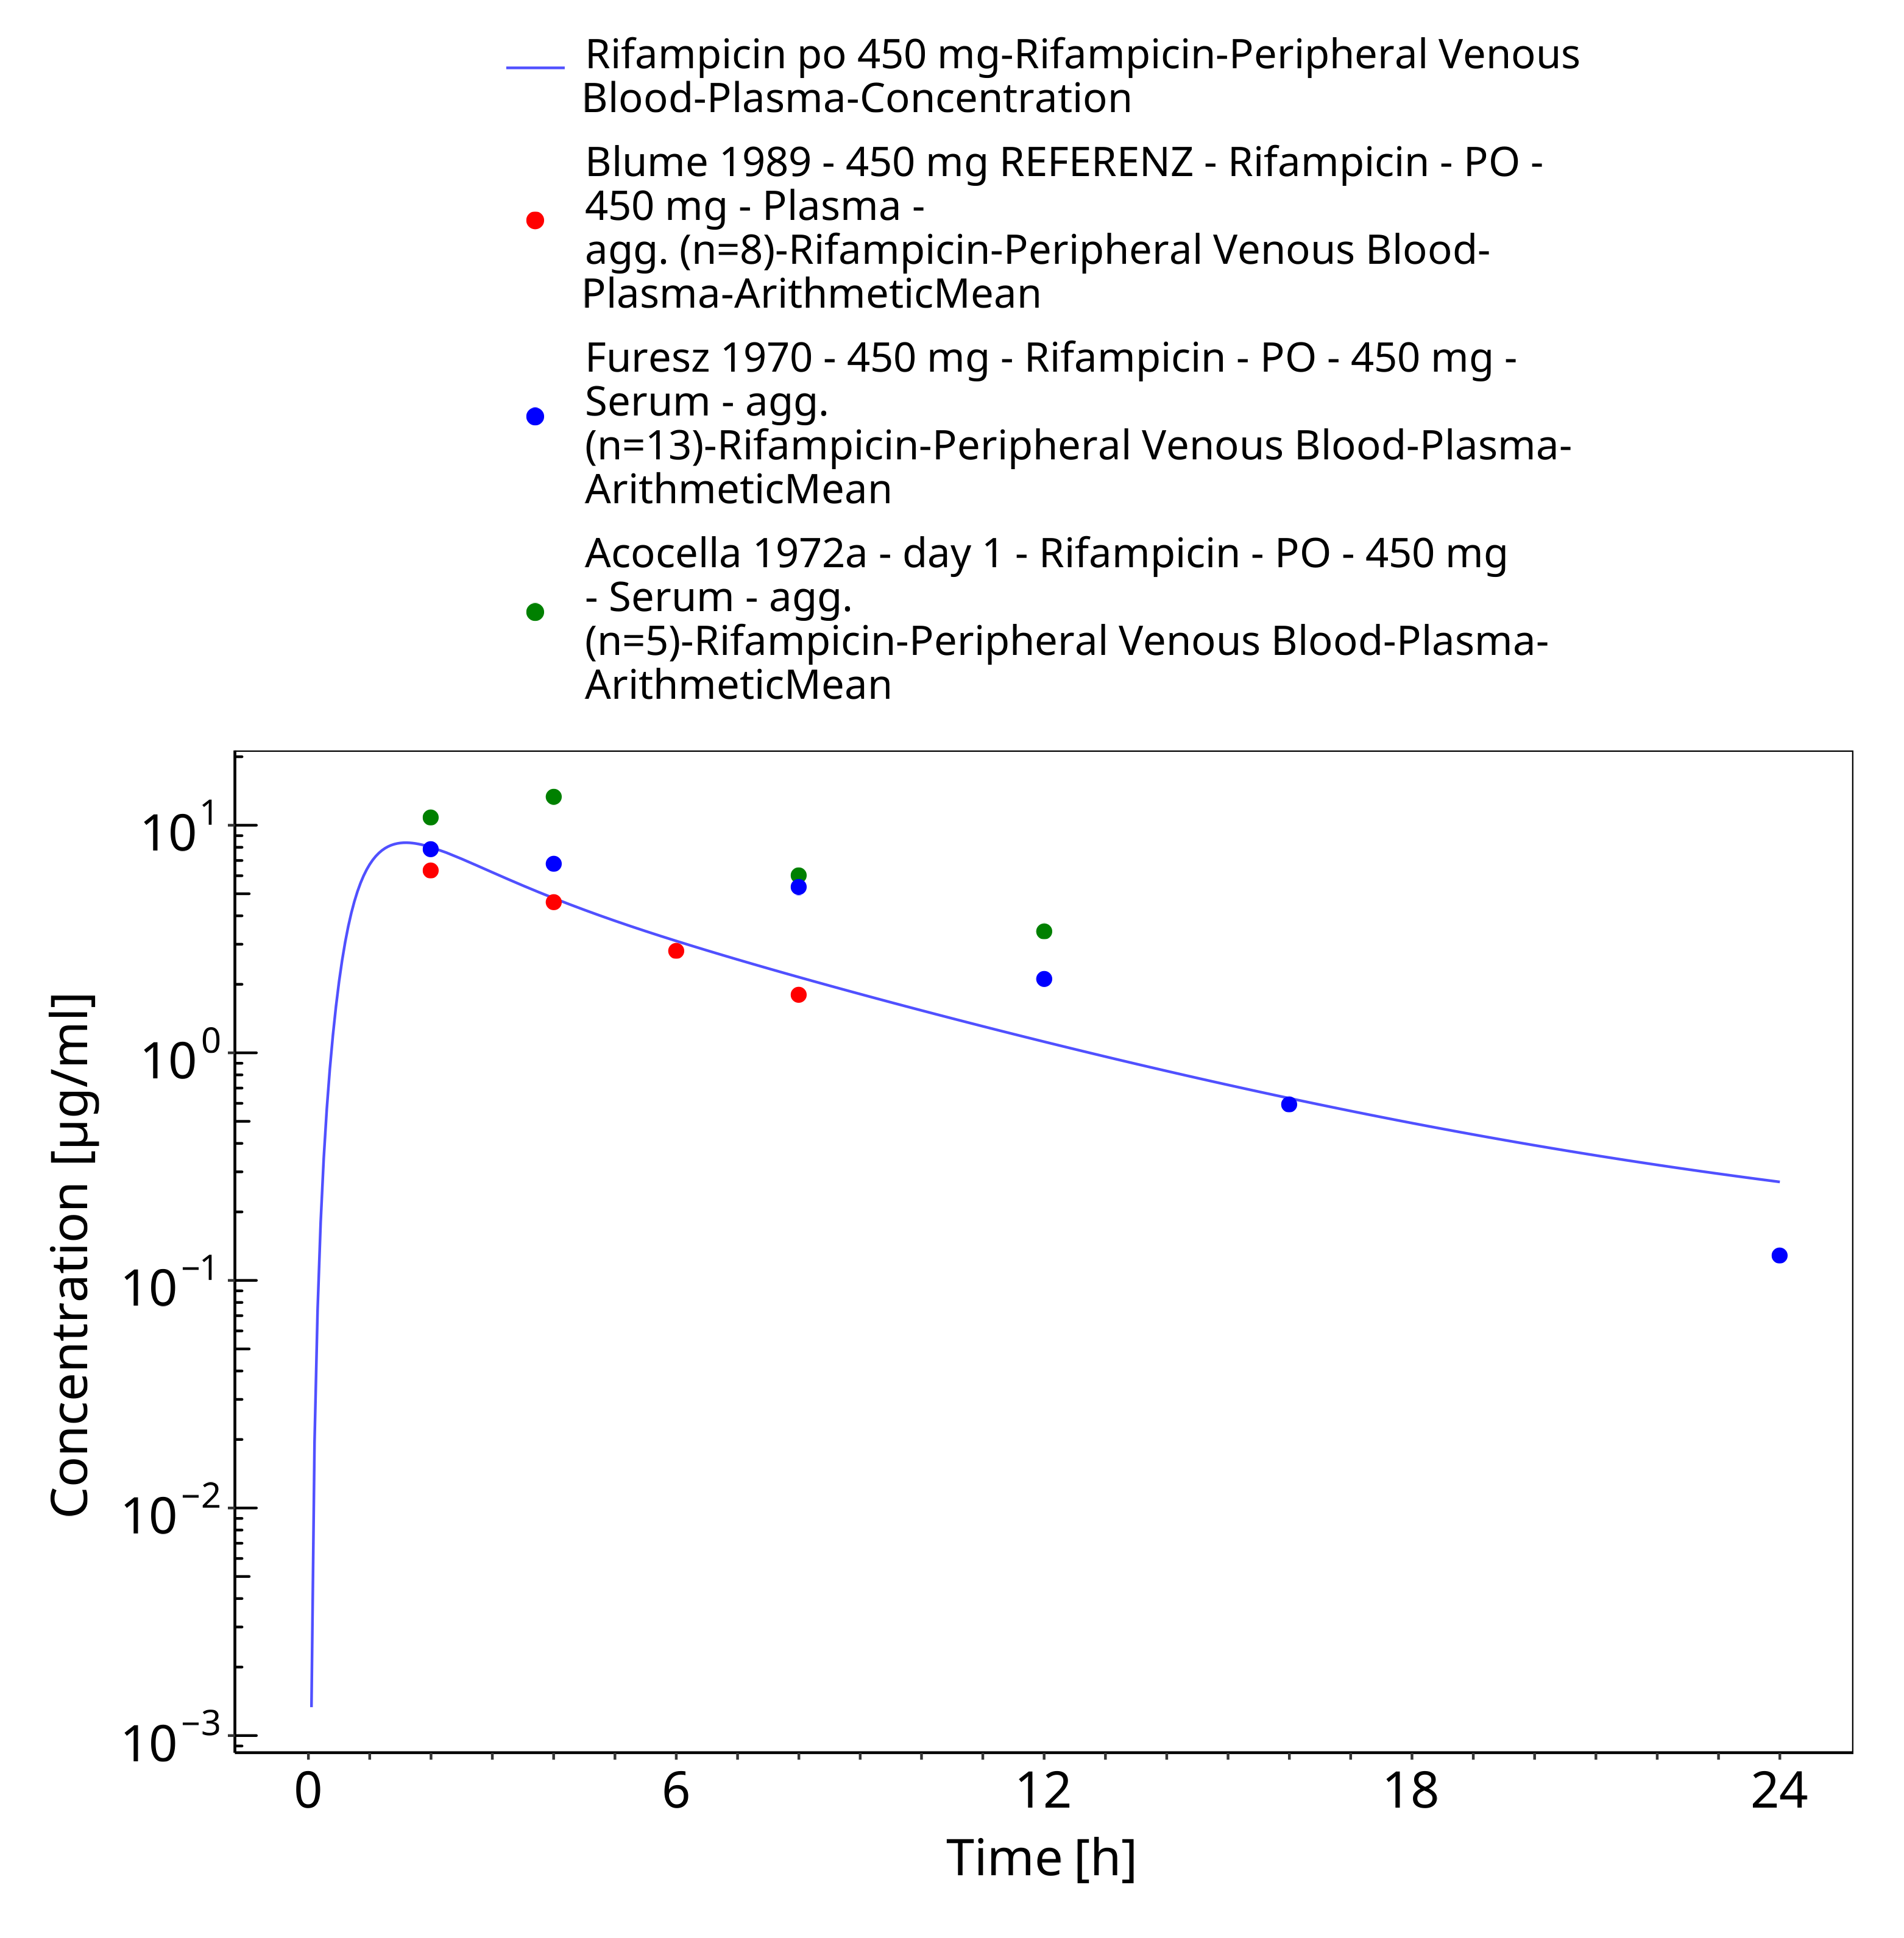 Rifampicin po 450 mg-Rifampicin-Peripheral Venous
Blood-Plasma-Concentration
Blume 1989 - 450 mg REFERENZ - Rifampicin - PO -
450 mg - Plasma -
agg. (n=8)-Rifampicin-Peripheral Venous Blood-
Plasma-ArithmeticMean
Furesz 1970 - 450 mg - Rifampicin - PO - 450 mg -
Serum - agg.
(n=13)-Rifampicin-Peripheral Venous Blood-Plasma-
ArithmeticMean
Acocella 1972a - day 1 - Rifampicin - PO - 450 mg
- Serum - agg.
(n=5)-Rifampicin-Peripheral Venous Blood-Plasma-
ArithmeticMean
Concentration [µg/ml]
10^1
10^0
10^−1
10^−2
10^−3
0 6 12 18 24
Time [h]